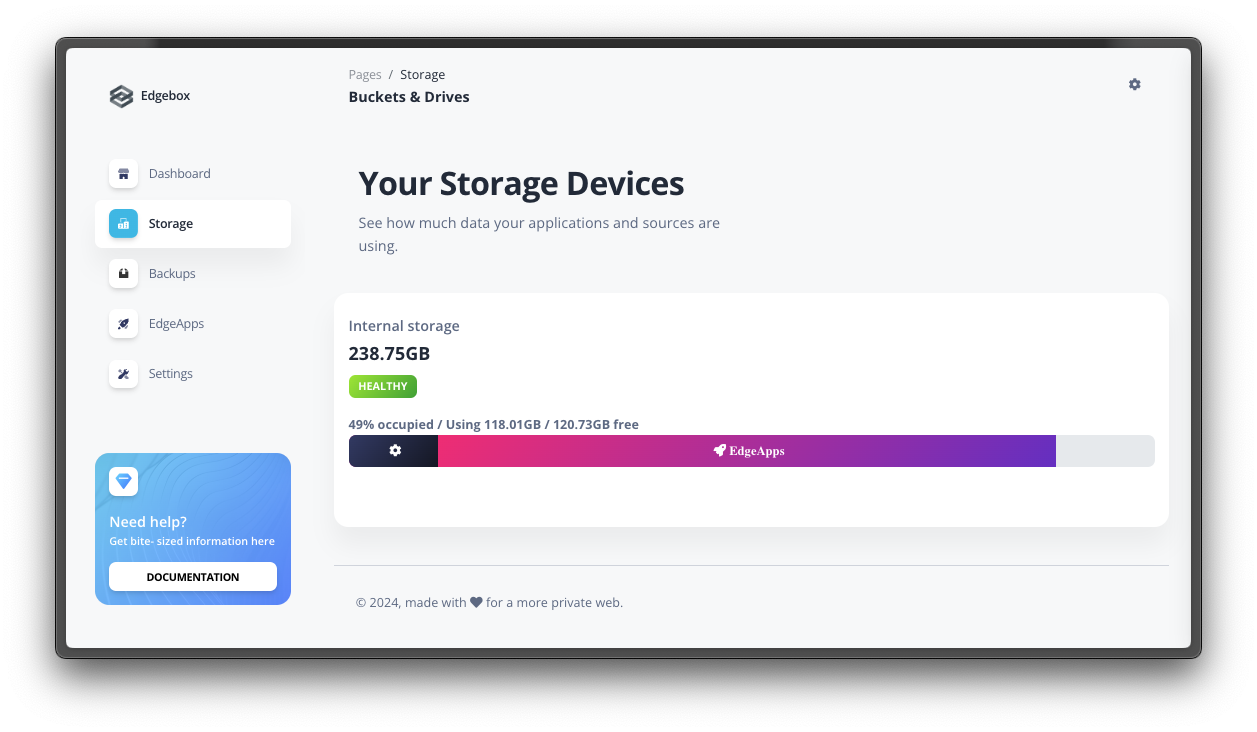 Edgebox
Dashboard
Storage
Backups
EdgeApps
Settings
Need help?
Get bite- sized information here
DOCUMENTATION
Pages / Storage
Buckets & Drives
Your Storage Devices
See how much data your applications and sources are
using.
Internal storage
238.75GB
HEALTHY
49% occupied / Using 118.01GB / 120.73GB free
EdgeApps
© 2024, made with ♥ for a more private web.